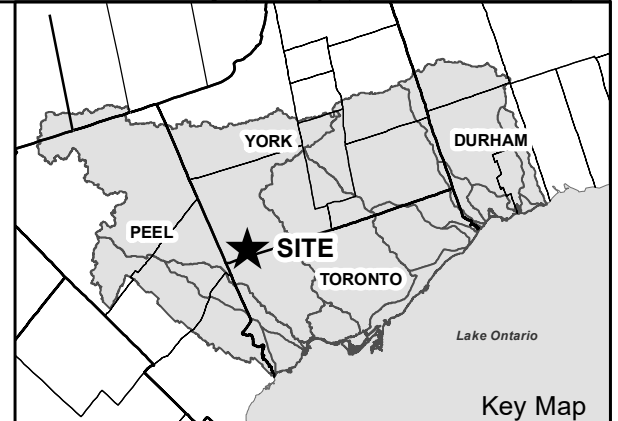 YORK
DURHAM
PEEL
SITE
TORONTO
Lake Ontario
Key Map